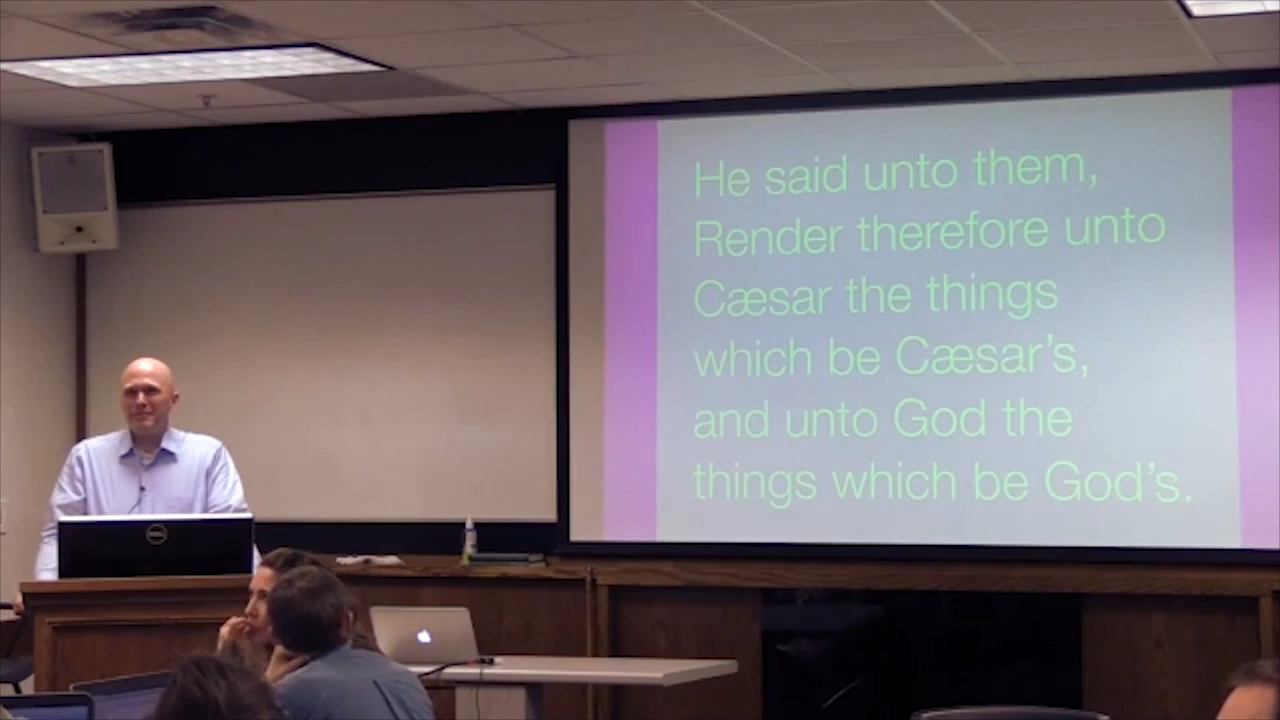 He said unto them,
Render therefore unto
Cæsar the things
which be Cæsar's,
and unto God the
things which be God's.
DELL